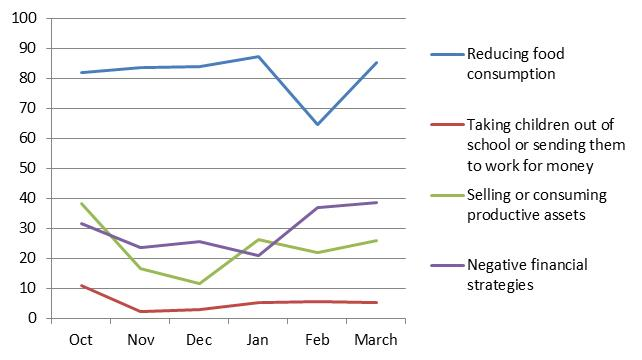 100
90
80
70
60
50
40
30
20
10
0
Oct Nov Dec Jan Feb March
Reducing food
consumption
Taking children out of
school or sending them
to work for money
Selling or consuming
productive assets
Negative financial
strategies